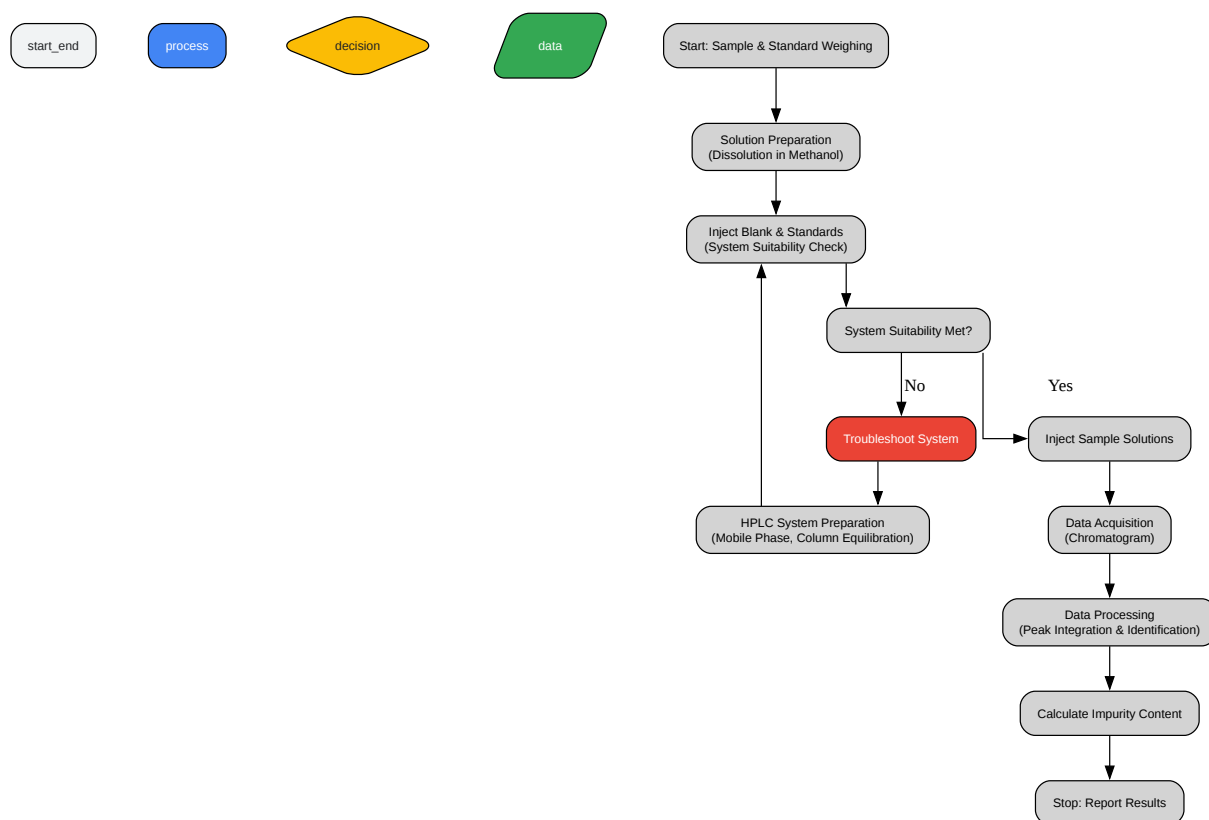 start_end
process
decision
data
Start: Sample & Standard Weighing
Solution Preparation
(Dissolution in Methanol)
Inject Blank & Standards
(System Suitability Check)
System Suitability Met?
No
Yes
Troubleshoot System
Inject Sample Solutions
HPLC System Preparation
(Mobile Phase, Column Equilibration)
Data Acquisition
(Chromatogram)
Data Processing
(Peak Integration & Identification)
Calculate Impurity Content
Stop: Report Results